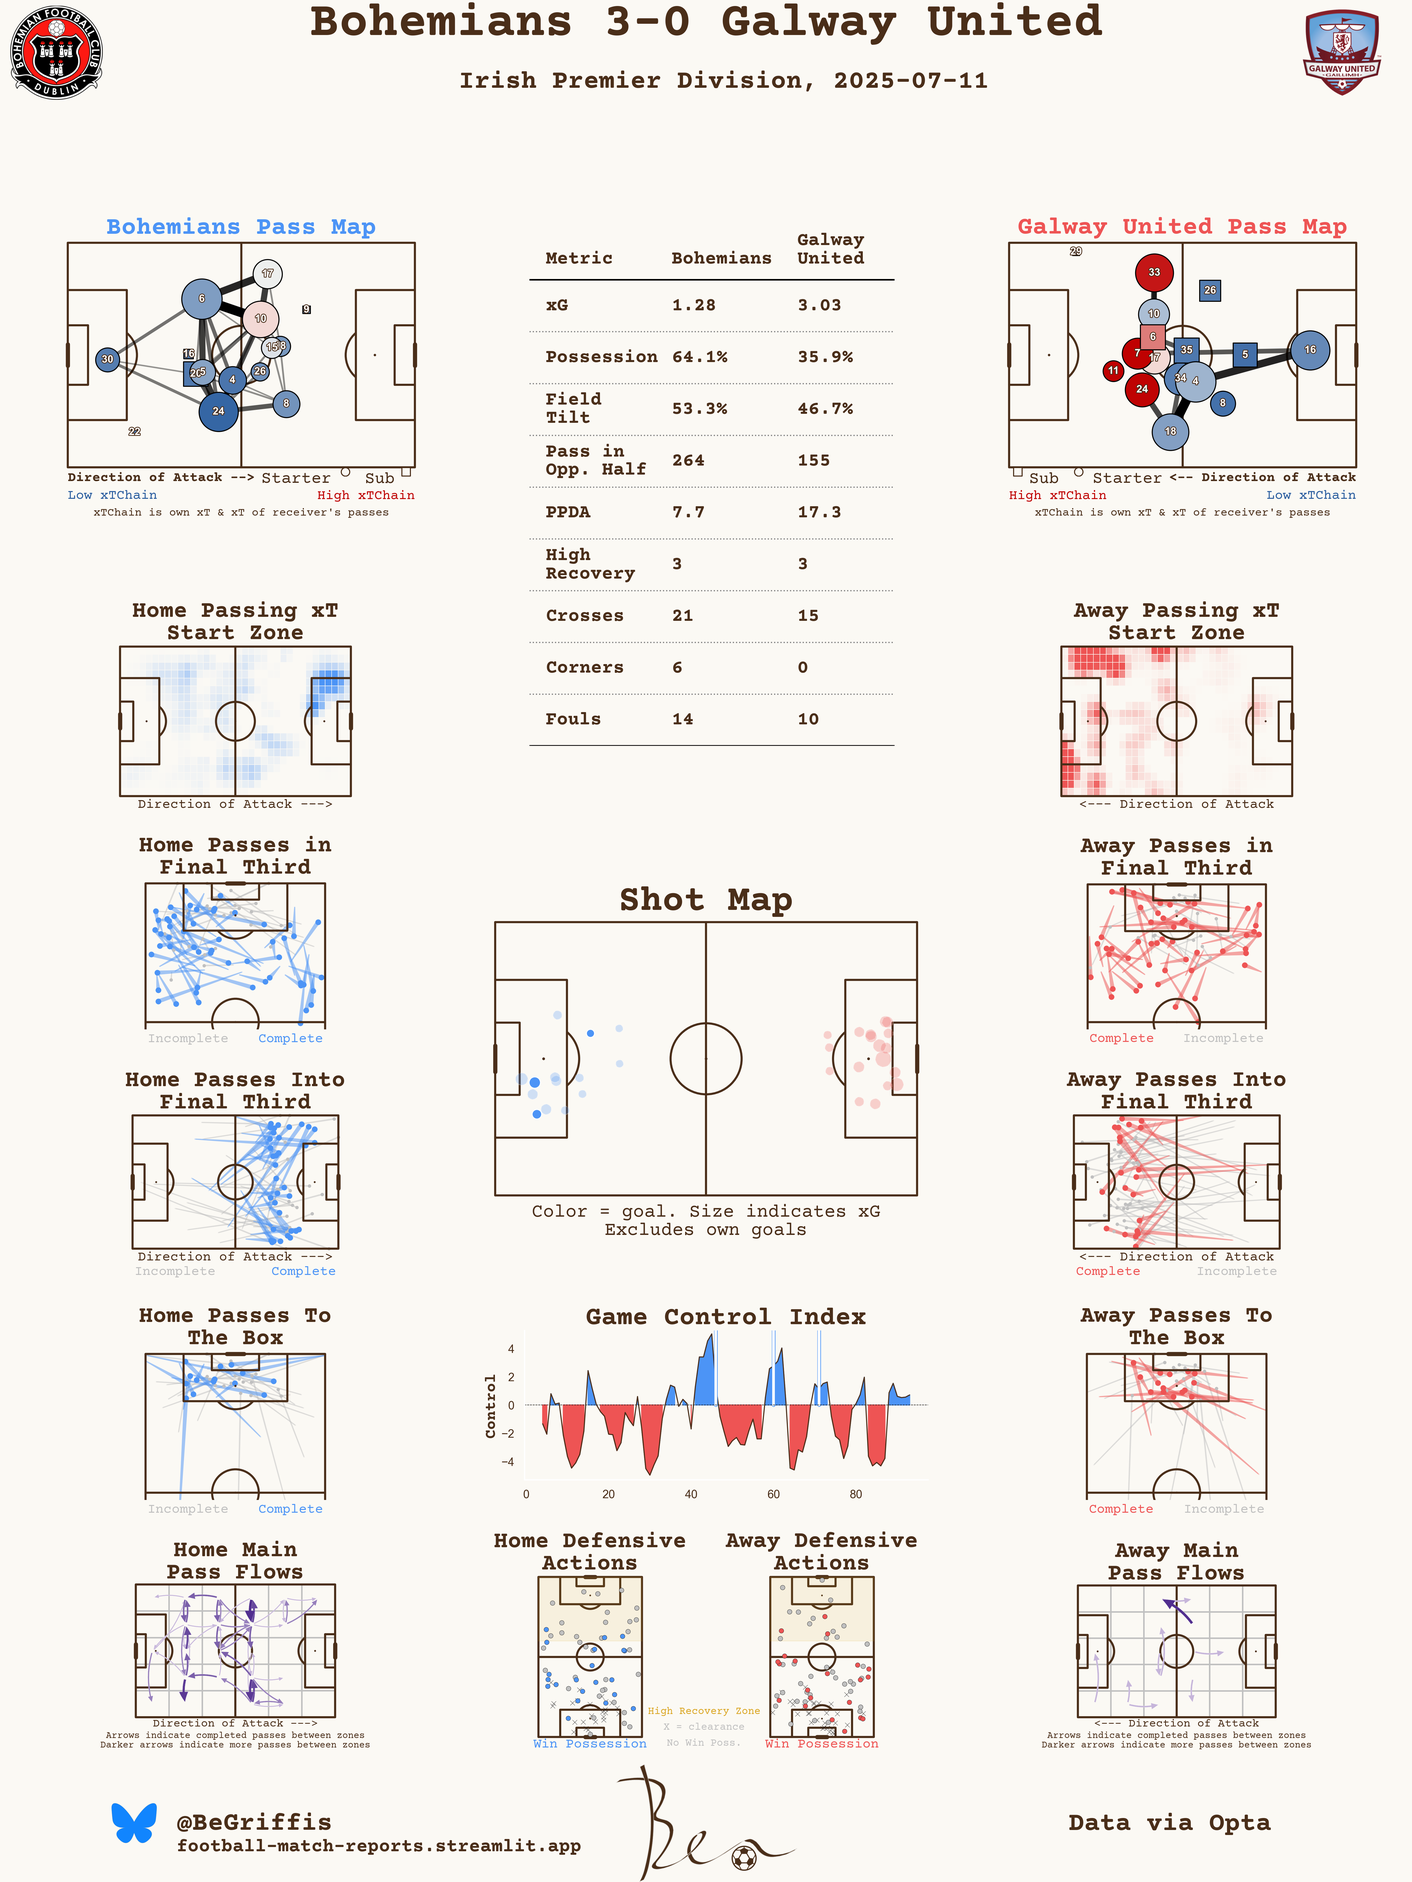 Bohemians 3-0 Galway United
Irish Premier Division, 2025-07-11
BOHEMIAN FOOTBALL CLUB
DUBLIN
GALWAY UNITED
GAILLIMH
Bohemians Pass Map
17
6
10
9
15
8
16
30
20
5
4
26
24
8
22
Direction of Attack --> Starter Sub
Low xTChain High xTChain
xTChain is own xT & xT of receiver's passes
Metric Bohemians Galway United
xG 1.28 3.03
Possession 64.1% 35.9%
Field Tilt 53.3% 46.7%
Pass in Opp. Half 264 155
PPDA 7.7 17.3
High Recovery 3 3
Crosses 21 15
Corners 6 0
Fouls 14 10
Galway United Pass Map
29
33
26
10
6
7
17
35
5
16
11
34
4
24
8
18
Sub Starter <-- Direction of Attack
High xTChain Low xTChain
xTChain is own xT & xT of receiver's passes
Home Passing xT
Start Zone
Direction of Attack --->
Away Passing xT
Start Zone
<--- Direction of Attack
Home Passes in
Final Third
Incomplete Complete
Away Passes in
Final Third
Complete Incomplete
Shot Map
Color = goal. Size indicates xG
Excludes own goals
Home Passes Into
Final Third
Direction of Attack --->
Incomplete Complete
Away Passes Into
Final Third
<--- Direction of Attack
Complete Incomplete
Home Passes To
The Box
Incomplete Complete
Game Control Index
Control
4
2
0
−2
−4
0 20 40 60 80
Away Passes To
The Box
Complete Incomplete
Home Main
Pass Flows
Direction of Attack --->
Arrows indicate completed passes between zones
Darker arrows indicate more passes between zones
Home Defensive
Actions
Win Possession
High Recovery Zone
X = clearance
No Win Poss.
Away Defensive
Actions
Win Possession
Away Main
Pass Flows
<--- Direction of Attack
Arrows indicate completed passes between zones
Darker arrows indicate more passes between zones
@BeGriffis
football-match-reports.streamlit.app
Ben
Data via Opta